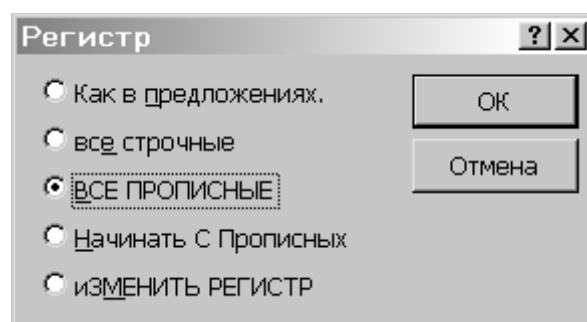 Регистр
Как в предложениях.
все строчные
ВСЕ ПРОПИСНЫЕ
Начинать С Прописных
иЗМЕНИТЬ РЕГИСТР
ОК
Отмена